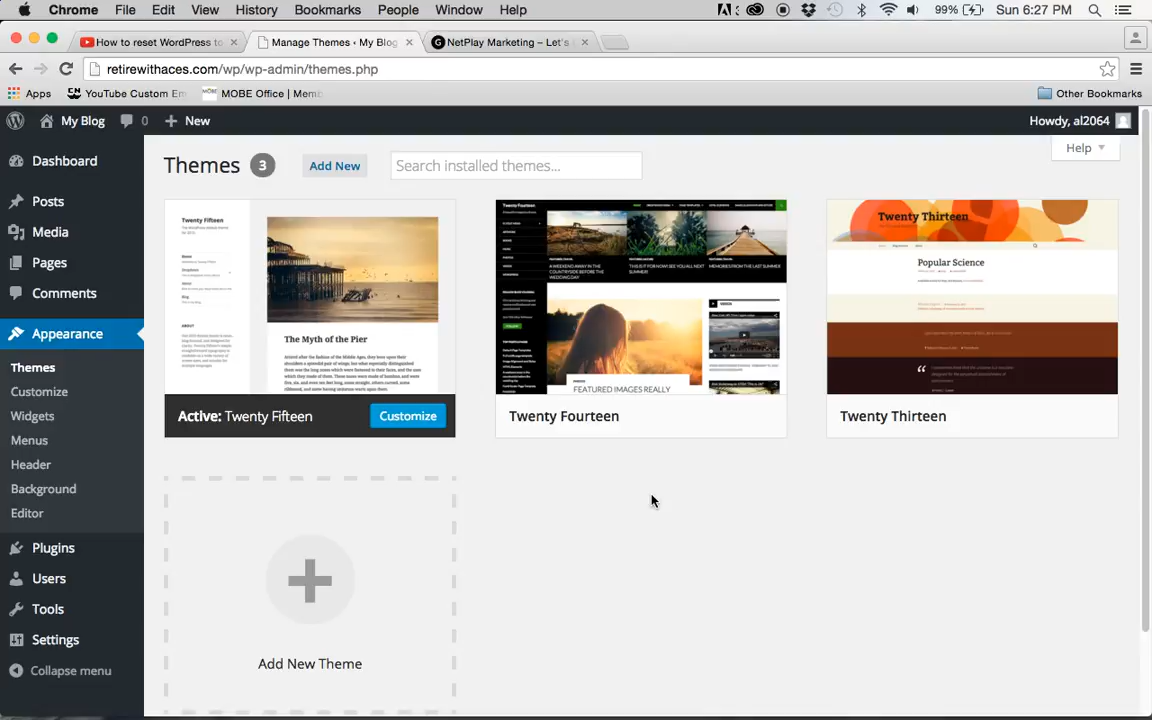 Chrome File Edit View History Bookmarks People Window Help 99% Sun 6:27 PM
How to reset WordPress to
Manage Themes ‹ My Blog
NetPlay Marketing – Let's
retirewithaces.com/wp/wp-admin/themes.php
Apps YouTube Custom Em MOBE Office | Memb Other Bookmarks
My Blog 0 New Howdy, al2064
Dashboard
Posts
Media
Pages
Comments
Appearance
Themes
Customize
Widgets
Menus
Header
Background
Editor
Plugins
Users
Tools
Settings
Collapse menu
Themes 3 Add New Search installed themes... Help
Twenty Fifteen
ABOUT
The Myth of the Pier
Active: Twenty Fifteen Customize
FEATURED IMAGES REALLY
Twenty Fourteen
Twenty Thirteen
Popular Science
Twenty Thirteen
Add New Theme